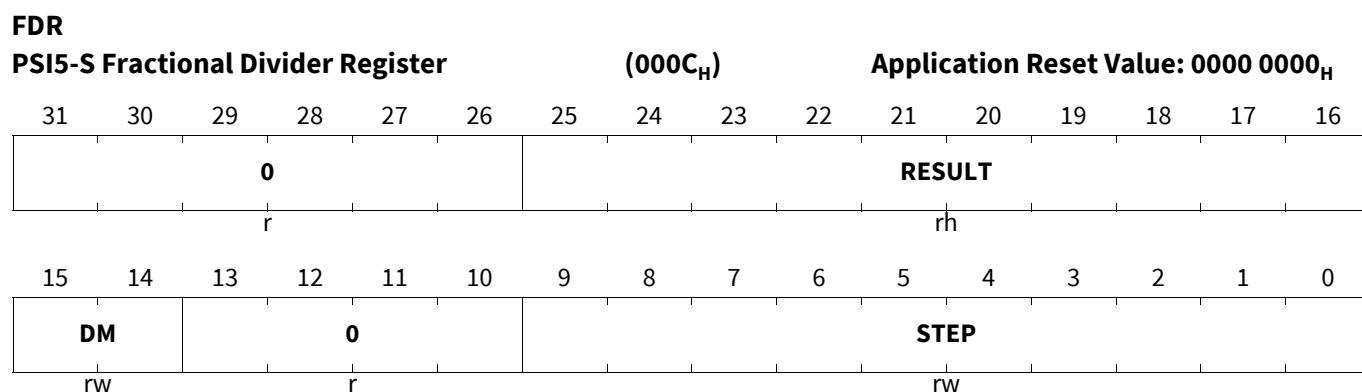 FDR
PSI5-S Fractional Divider Register (000C_H) Application Reset Value: 0000 0000_H
31 30 29 28 27 26 25 24 23 22 21 20 19 18 17 16
0 RESULT
r rh
15 14 13 12 11 10 9 8 7 6 5 4 3 2 1 0
DM 0 STEP
rw r rw